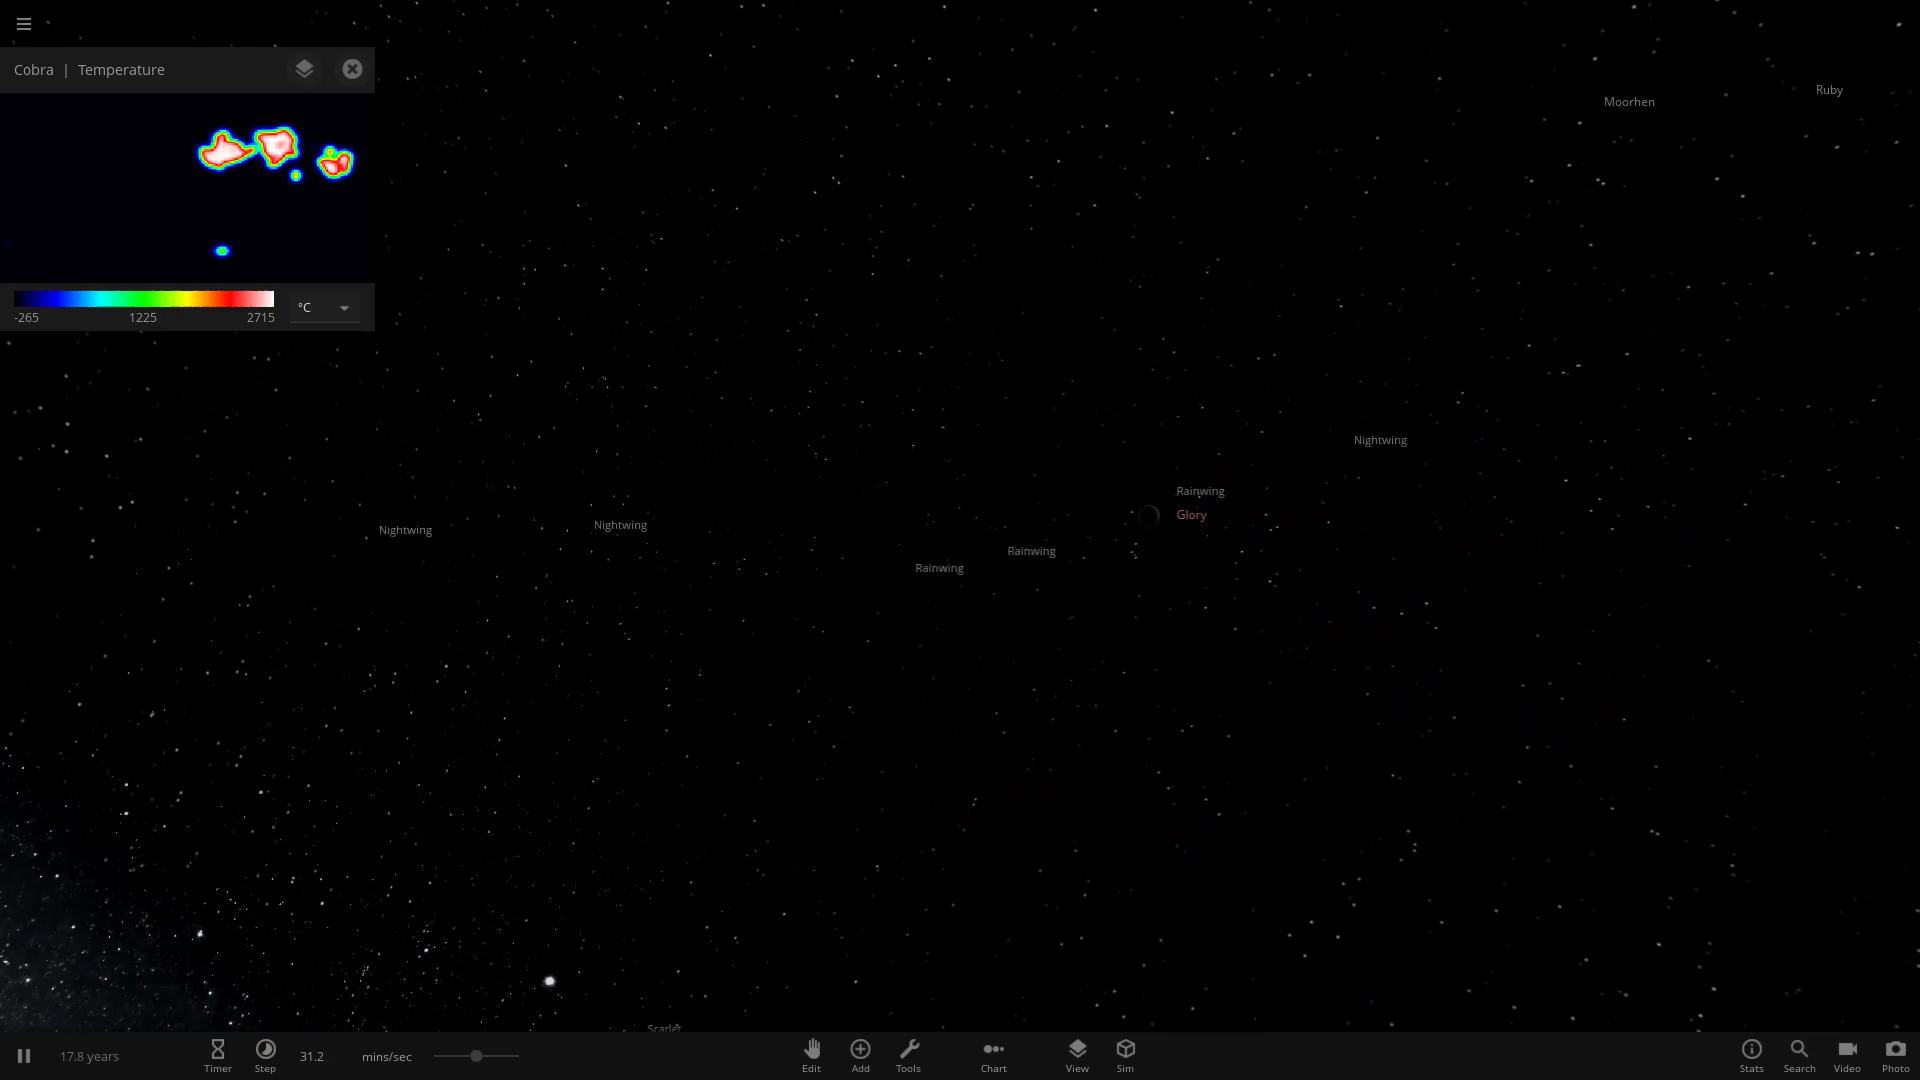 Cobra | Temperature
-265 1225 2715 °C
Ruby
Moorhen
Nightwing
Rainwing
Glory
Nightwing
Nightwing
Rainwing
Rainwing
Scarlet
17.8 years
Timer
Step
31.2 mins/sec
Edit
Add
Tools
Chart
View
Sim
Stats
Search
Video
Photo